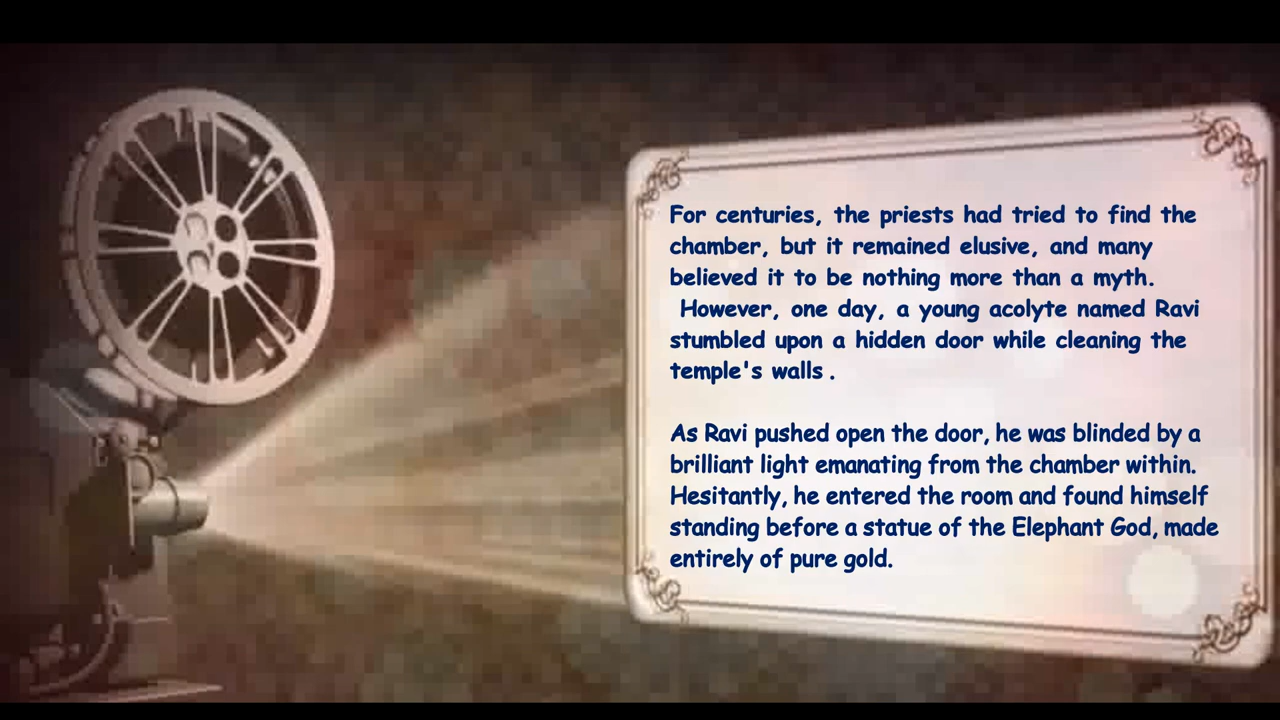 For centuries, the priests had tried to find the
chamber, but it remained elusive, and many
believed it to be nothing more than a myth.
However, one day, a young acolyte named Ravi
stumbled upon a hidden door while cleaning the
temple's walls .
As Ravi pushed open the door, he was blinded by a
brilliant light emanating from the chamber within.
Hesitantly, he entered the room and found himself
standing before a statue of the Elephant God, made
entirely of pure gold.